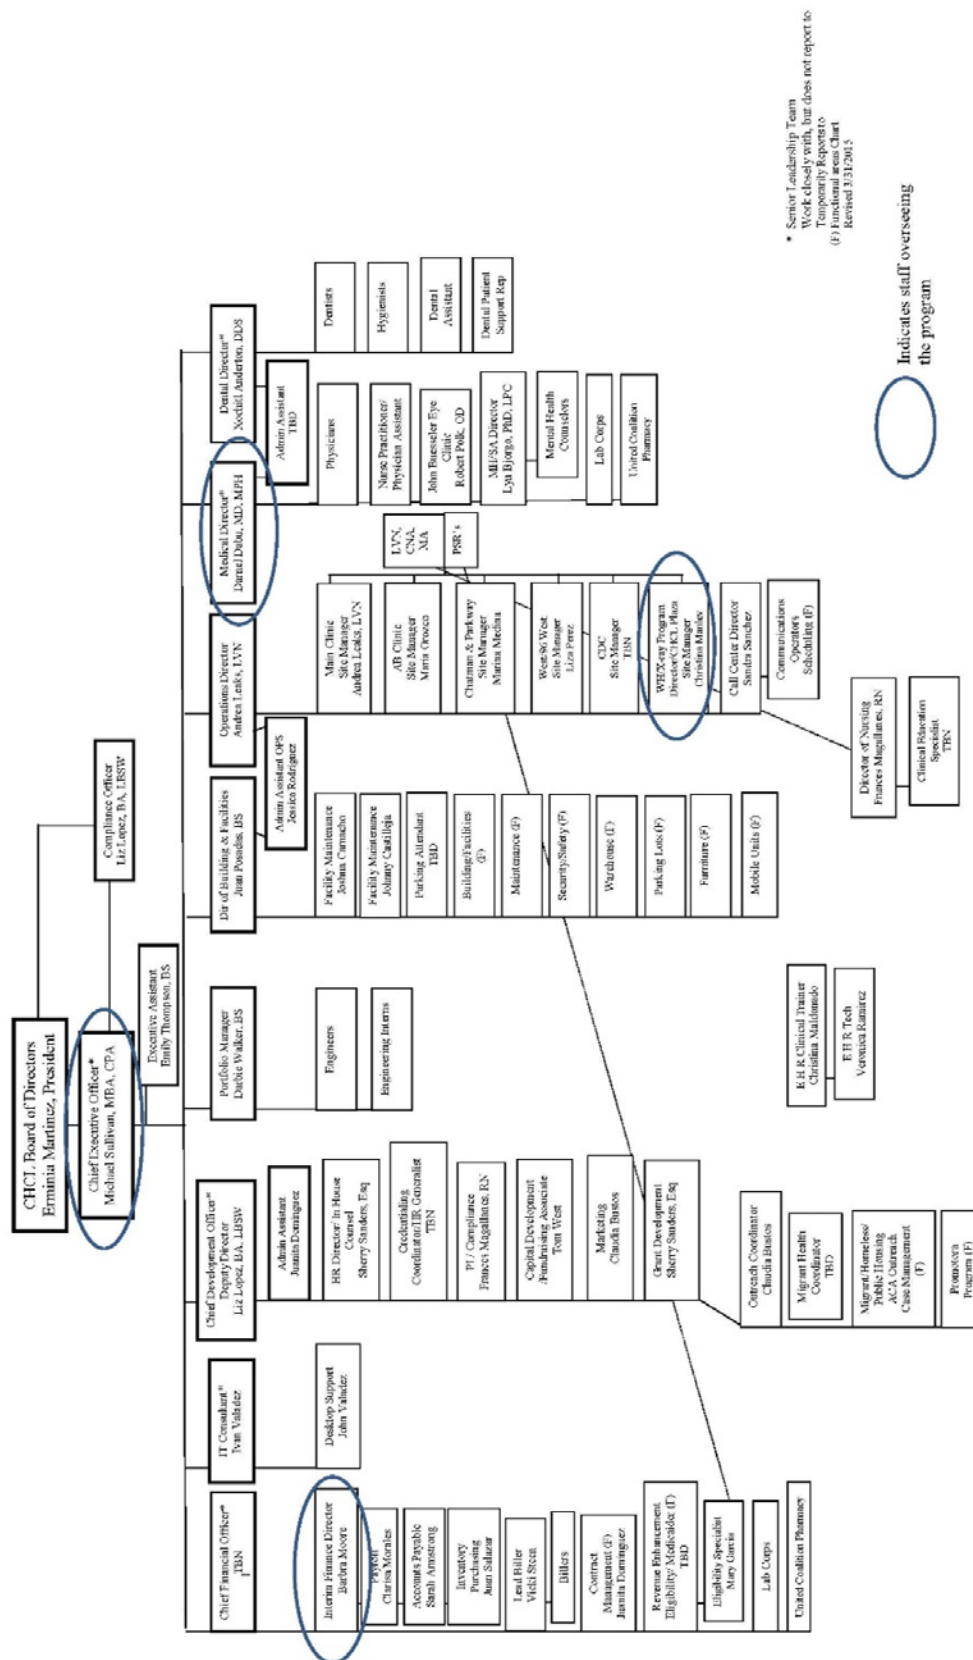 CHCL Board of Directors
Erminia Martinez, President
Chief Executive Officer*
Michael Sullivan, MBA, CPA
Compliance Officer
Liz Lopez, BA, LBSW
Executive Assistant
Emily Thompson, BS
Chief Financial Officer*
TBN
IT Consultant*
Ivan Valadez
Chief Development Officer*
Deputy Director
Liz Lopez, BA, LBSW
Portfolio Manager
Darbie Walker, BS
Dir of Building & Facilities
Juan Posadas, BS
Operations Director
Andrea Leaks, LVN
Medical Director*
Daniel Dubu, MD, MPH
Dental Director*
Xochitl Anderton, DDS
Interim Finance Director
Barbra Moore
Payroll
Clarisa Morales
Accounts Payable
Sarah Armstrong
Inventory
Purchasing
Juan Salazar
Lead Biller
Vicki Steen
Billers
Contract
Management (F)
Juanita Dominguez
Revenue Enhancement
Eligibility/ Medicaider (F)
TBD
Eligibility Specialist
Mary Garcia
Lab Corps
United Coalition Pharmacy
Desktop Support
John Valadez
Admin Assistant
Juanita Dominguez
HR Director/ In House
Counsel
Sherry Sanders, Esq
Credentialing
Coordinator/HR Generalist
TBN
PI / Compliance
Frances Magallanes, RN
Capital Development
/Fundraising Associate
Tom West
Marketing
Claudia Bustos
Grant Development
Sherry Sanders, Esq
Outreach Coordinator
Claudia Bustos
Migrant Health
Coordinator
TBD
Migrant/Homeless/
Public Housing
ACA Outreach
Case Management
(F)
Promotora
Program (F)
Engineers
Engineering Interns
E H R Clinical Trainer
Christina Maldonado
E H R Tech
Veronica Ramirez
Admin Assistant OPS
Jessica Rodriguez
Facility Maintenance
Joshua Camacho
Facility Maintenance
Johnny Castilleja
Parking Attendant
TBD
Building/Facilities
(F)
Maintenance (F)
Security/Safety (F)
Warehouse (F)
Parking Lots (F)
Furniture (F)
Mobile Units (F)
Main Clinic
Site Manager
Andrea Leaks, LVN
AB Clinic
Site Manager
Maria Orozco
Chatman & Parkway
Site Manager
Marina Medina
West/96 West
Site Manager
Liza Perez
CDC
Site Manager
TBN
WH/X-ray Program
Director/CHCL Plaza
Site Manager
Christina Manley
Call Center Director
Sandra Sanchez
Communications
Operators
Scheduling (F)
LVN,
CNA,
MA
PSR's
Director of Nursing
Frances Magallanes, RN
Clinical Education
Specialist
TBN
Admin Assistant
TBD
Physicians
Nurse Practitioner/
Physician Assistant
John Buesseler Eye
Clinic
Robert Polk, OD
MH/SA Director
Lyn Bjorgo, PhD, LPC
Mental Health
Counselors
Lab Corps
United Coalition
Pharmacy
Dentists
Hygienists
Dental
Assistant
Dental Patient
Support Rep
* Senior Leadership Team
Work closely with, but does not report to
Temporarily Reports to
(F) Functional areas Chart
Revised 3/31/2015
Indicates staff overseeing
the program